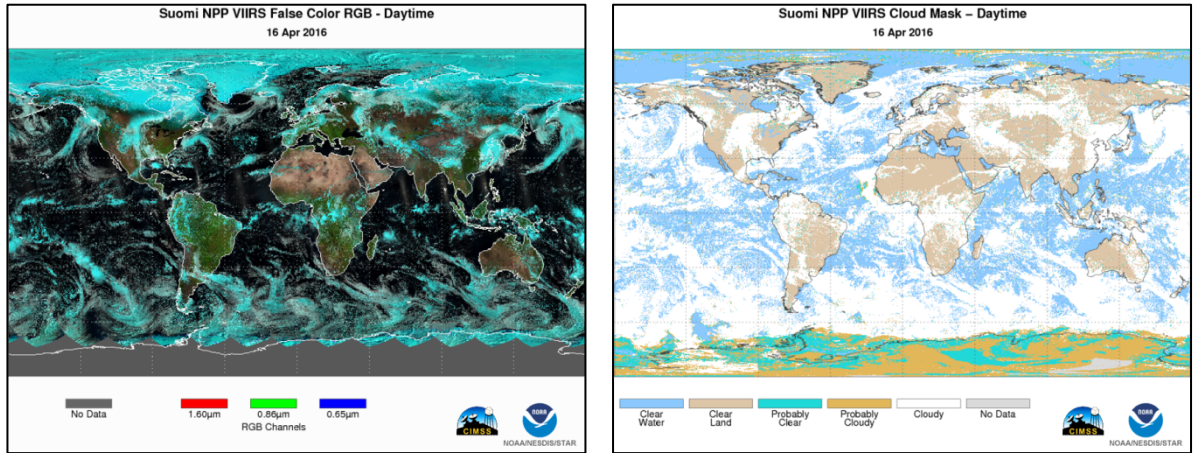 Suomi NPP VIIRS False Color RGB - Daytime
16 Apr 2016
No Data
1.60µm
0.86µm
0.65µm
RGB Channels
CIMSS
NOAA
NOAA/NESDIS/STAR
Suomi NPP VIIRS Cloud Mask – Daytime
16 Apr 2016
Clear
Water
Clear
Land
Probably
Clear
Probably
Cloudy
Cloudy
No Data
CIMSS
NOAA
NOAA/NESDIS/STAR